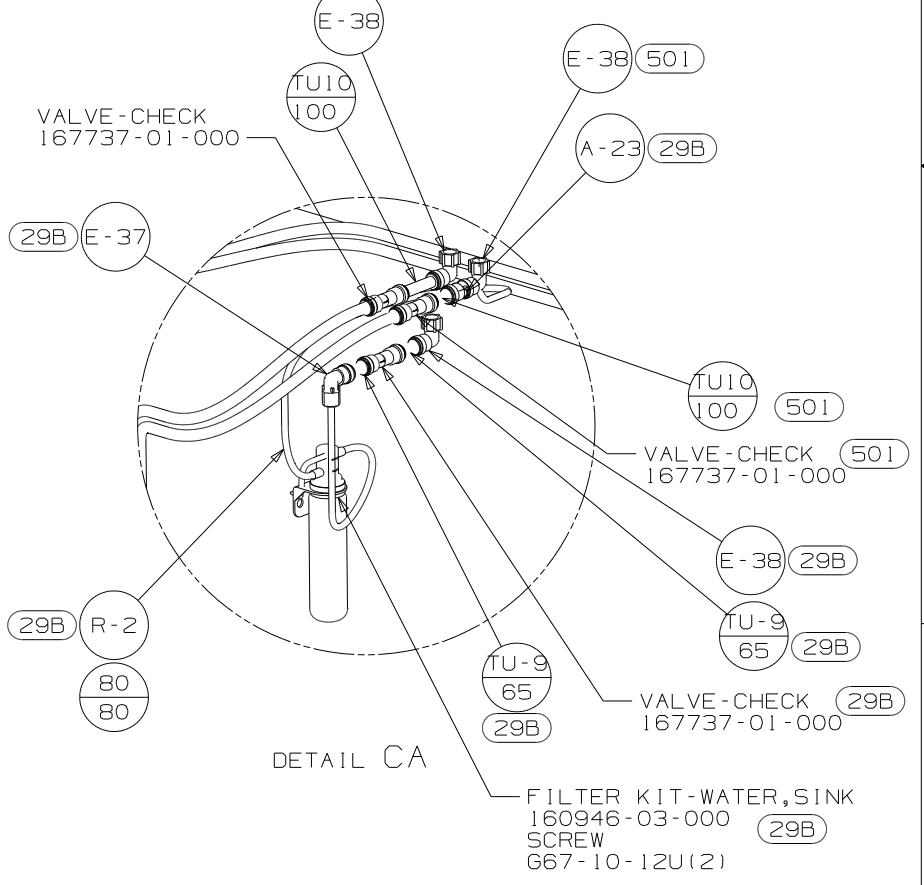 E-38
E-38 501
TU10
100
VALVE-CHECK
167737-01-000
A-23 29B
29B E-37
TU10
100 501
VALVE-CHECK 501
167737-01-000
E-38 29B
29B R-2
TU-9
65 29B
80
80
TU-9
65
29B
VALVE-CHECK 29B
167737-01-000
DETAIL CA
FILTER KIT-WATER,SINK
160946-03-000
SCREW 29B
G67-10-12U(2)